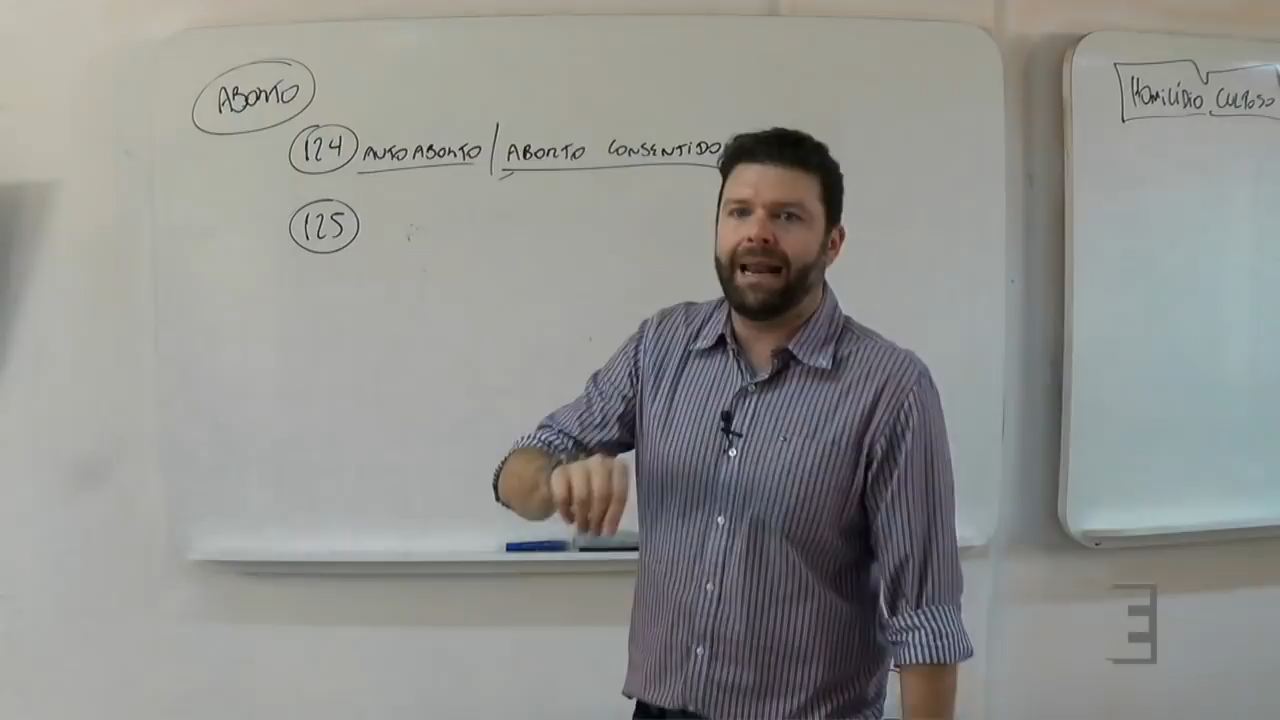 ABORTO
124 AUTOABORTO / ABORTO CONSENTIDO
125
HOMICÍDIO CULPOSO